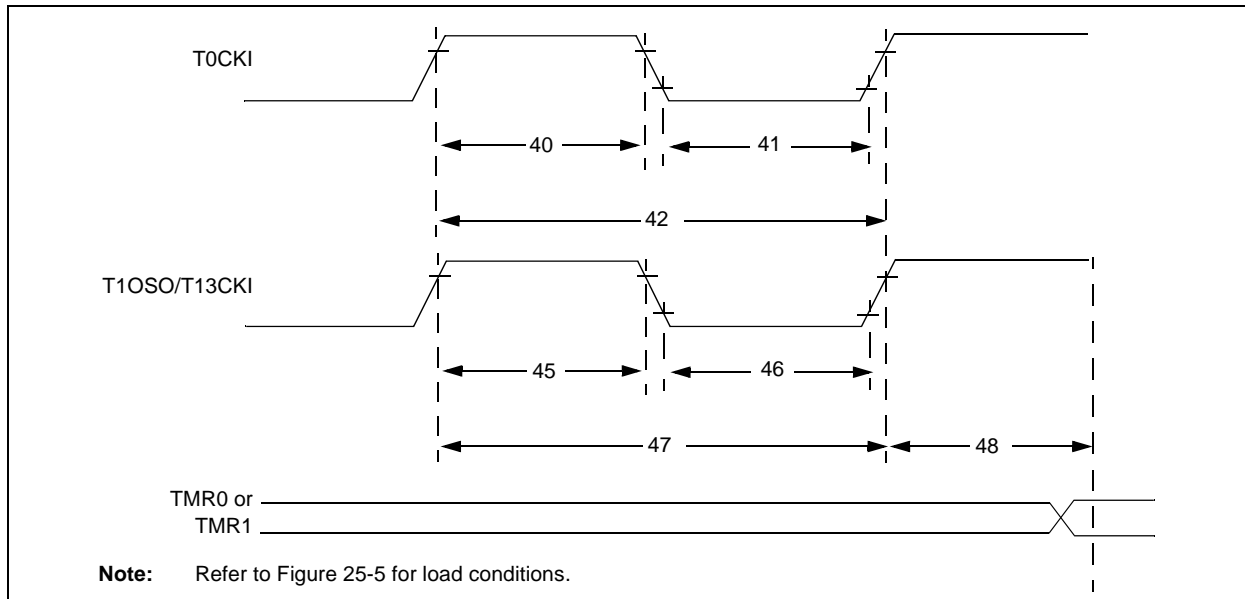 T0CKI
40
41
42
T1OSO/T13CKI
45
46
47
48
TMR0 or
TMR1
Note: Refer to Figure 25-5 for load conditions.